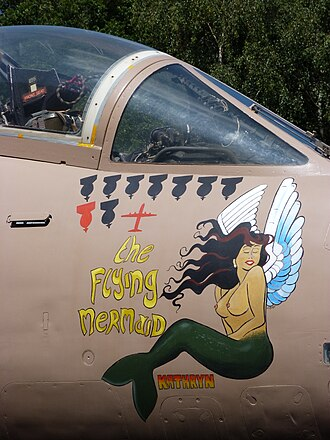 the
FLYING
MERMAID
KATHRYN